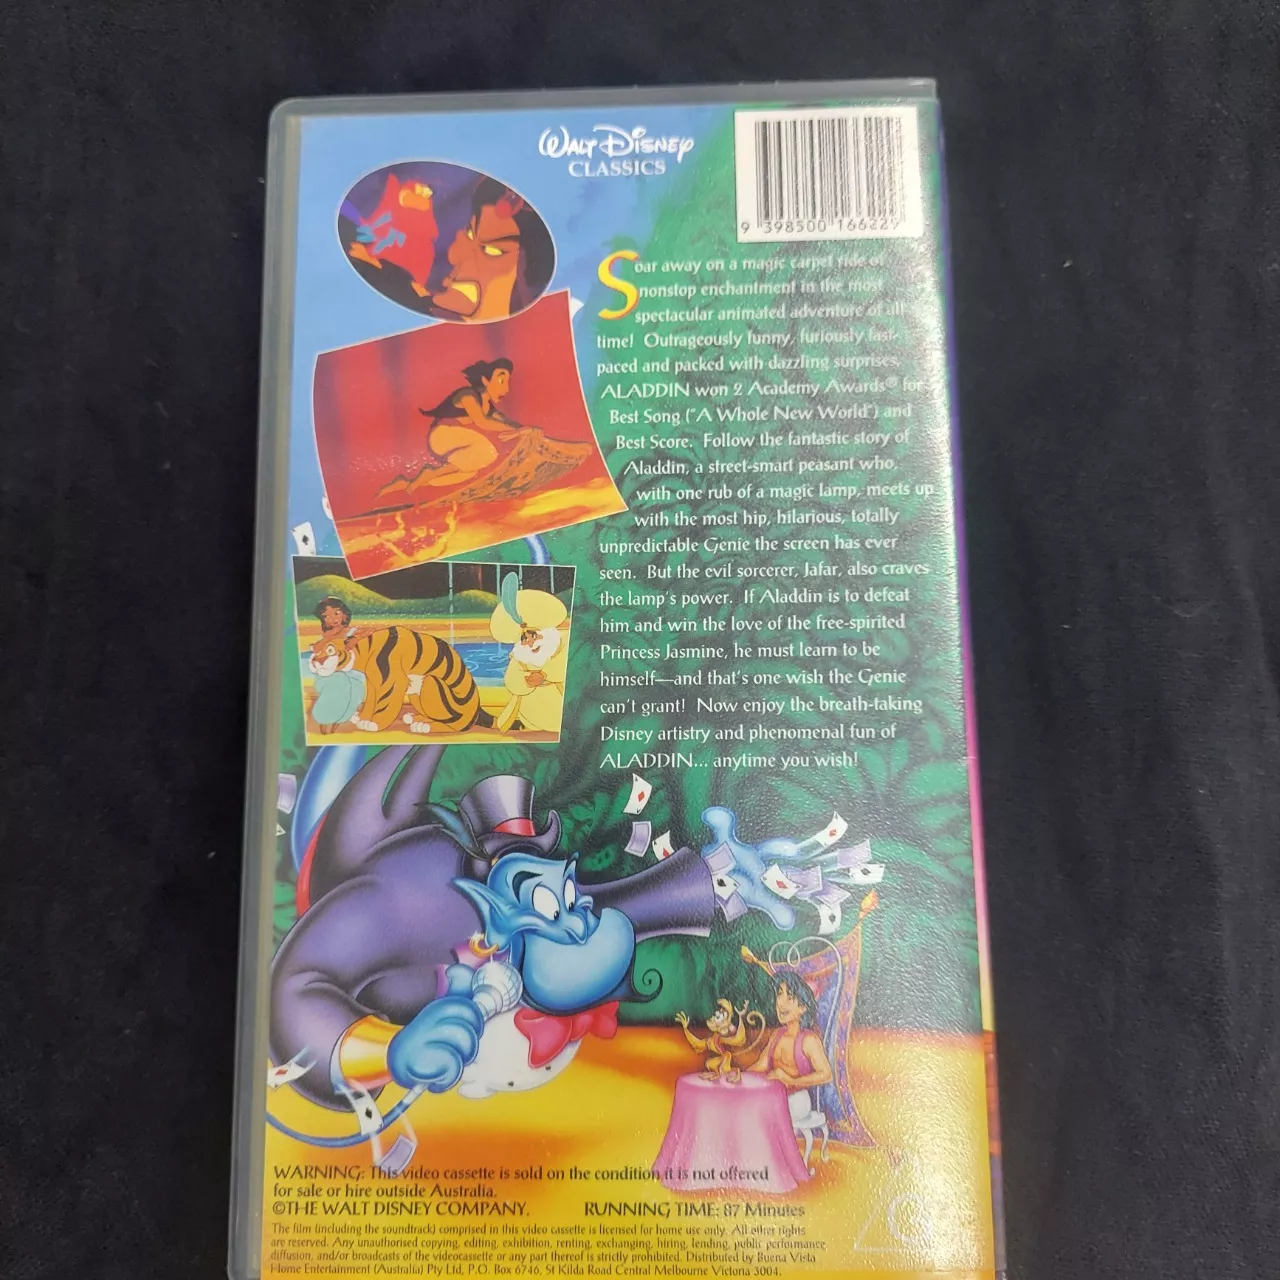 WALT DISNEY
CLASSICS
9 398500 166229
Soar away on a magic carpet ride of
nonstop enchantment in the most
spectacular animated adventure of all
time! Outrageously funny, furiously fast-
paced and packed with dazzling surprises,
ALADDIN won 2 Academy Awards® for
Best Song ("A Whole New World") and
Best Score. Follow the fantastic story of
Aladdin, a street-smart peasant who,
with one rub of a magic lamp, meets up
with the most hip, hilarious, totally
unpredictable Genie the screen has ever
seen. But the evil sorcerer, Jafar, also craves
the lamp's power. If Aladdin is to defeat
him and win the love of the free-spirited
Princess Jasmine, he must learn to be
himself—and that's one wish the Genie
can't grant! Now enjoy the breath-taking
Disney artistry and phenomenal fun of
ALADDIN... anytime you wish!
WARNING: This video cassette is sold on the condition it is not offered
for sale or hire outside Australia.
©THE WALT DISNEY COMPANY. RUNNING TIME: 87 Minutes
The film (including the soundtrack) comprised in this video cassette is licensed for home use only. All other rights
are reserved. Any unauthorised copying, editing, exhibition, renting, exchanging, hiring, lending, public performance,
diffusion, and/or broadcasts of the videocassette or any part thereof is strictly prohibited. Distributed by Buena Vista
Home Entertainment (Australia) Pty Ltd, P.O. Box 6746, St Kilda Road Central Melbourne Victoria 3004.